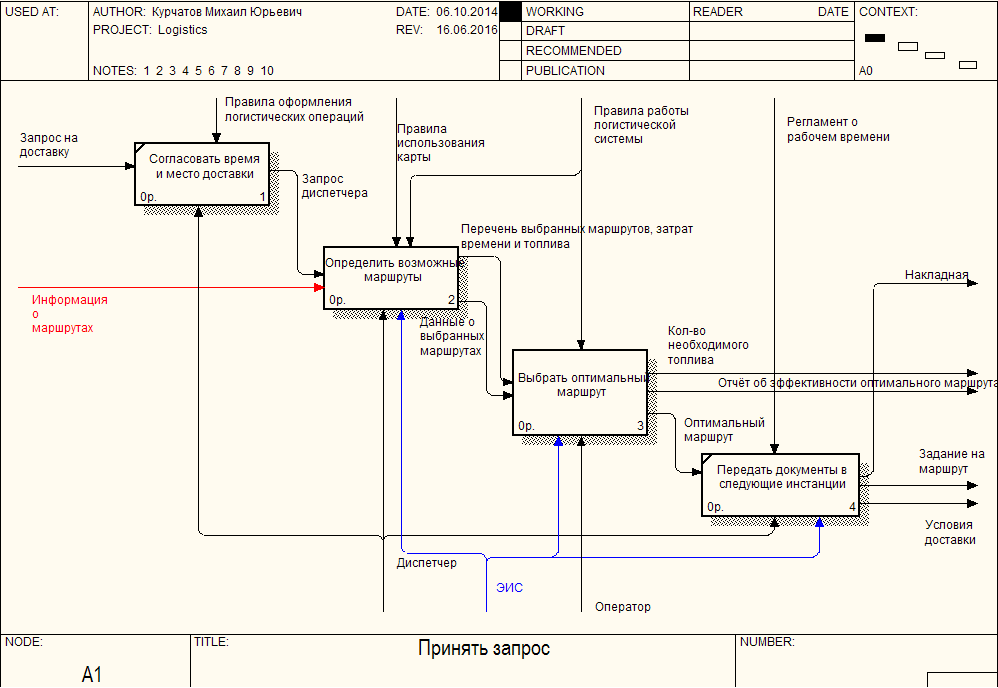 USED AT:
AUTHOR: Курчатов Михаил Юрьевич
DATE: 06.10.2014
WORKING
READER
DATE
CONTEXT:
PROJECT: Logistics
REV: 16.06.2016
DRAFT
RECOMMENDED
NOTES: 1 2 3 4 5 6 7 8 9 10
PUBLICATION
A0
Правила оформления
логистических операций
Правила
использования
карты
Правила работы
логистической
системы
Регламент о
рабочем времени
Запрос на
доставку
Согласовать время
и место доставки
0р.
1
Запрос
диспетчера
Перечень выбранных маршрутов, затрат
времени и топлива
Определить возможные
маршруты
0р.
2
Информация
о
маршрутах
Данные о
выбранных
маршрутах
Накладная
Кол-во
необходимого
топлива
Отчёт об эффективности оптимального маршрута
Выбрать оптимальный
маршрут
0р.
3
Оптимальный
маршрут
Передать документы в
следующие инстанции
0р.
4
Задание на
маршрут
Условия
доставки
Диспетчер
ЭИС
Оператор
NODE:
TITLE:
NUMBER:
A1
Принять запрос